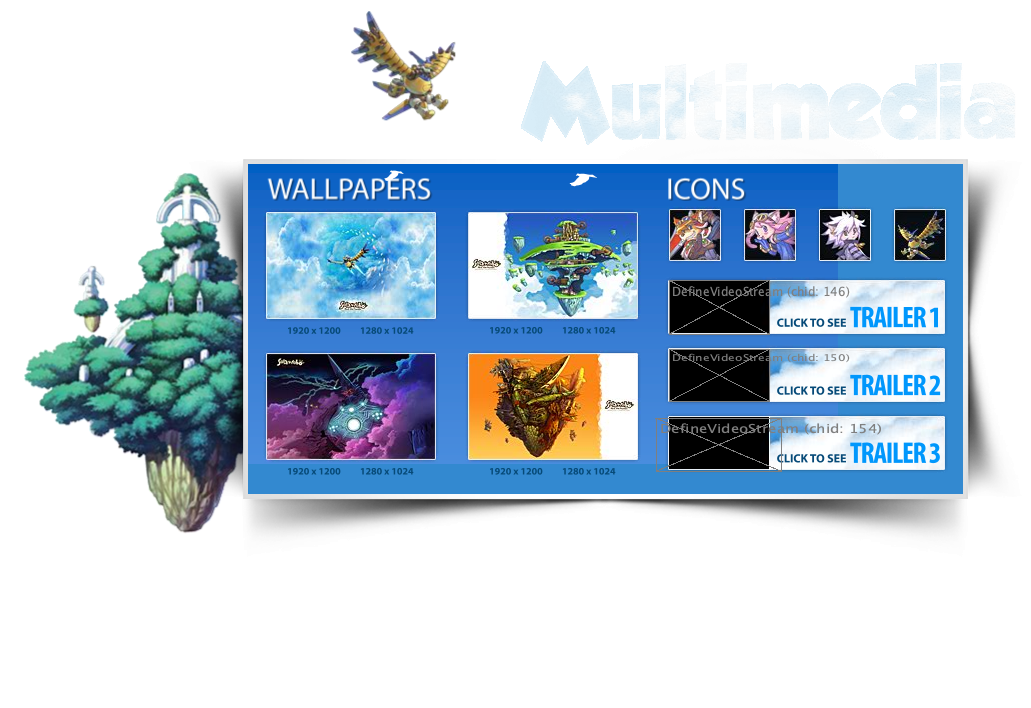 Multimedia
WALLPAPERS
ICONS
1920 x 1200 1280 x 1024
1920 x 1200 1280 x 1024
1920 x 1200 1280 x 1024
1920 x 1200 1280 x 1024
DefineVideoStream (chid: 146)
CLICK TO SEE TRAILER 1
DefineVideoStream (chid: 150)
CLICK TO SEE TRAILER 2
DefineVideoStream (chid: 154)
CLICK TO SEE TRAILER 3